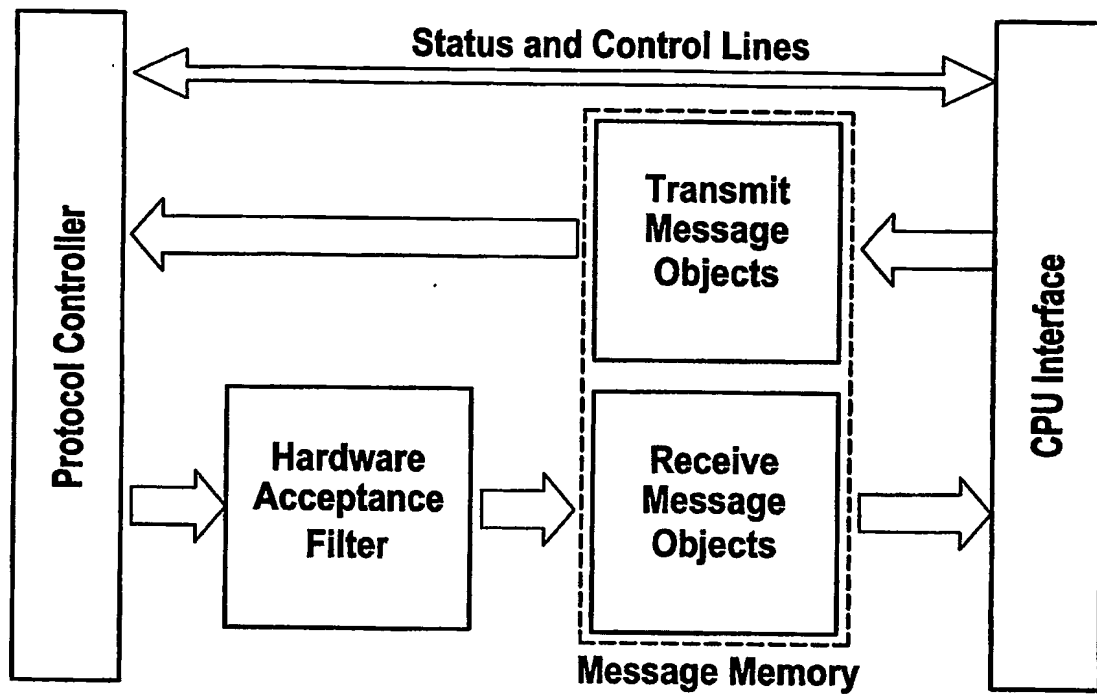 Status and Control Lines
Protocol Controller
Transmit
Message
Objects
CPU Interface
Hardware
Acceptance
Filter
Receive
Message
Objects
Message Memory